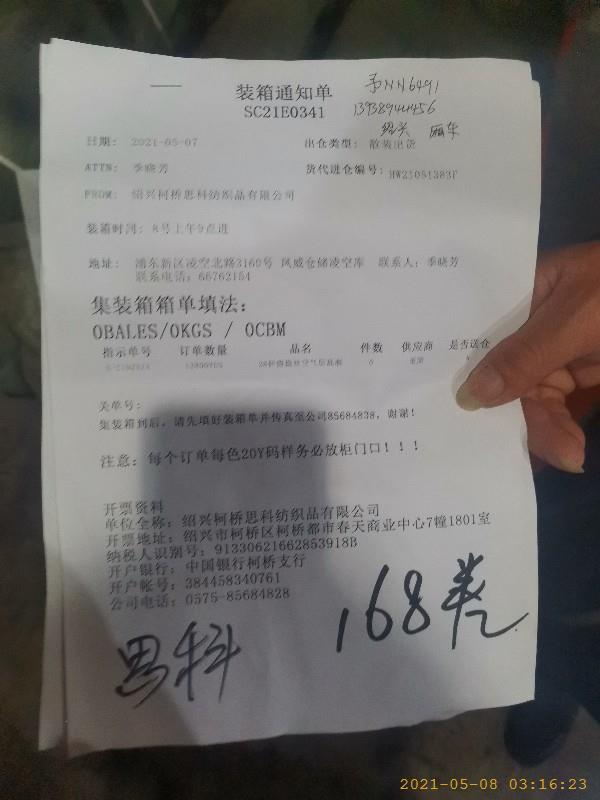 装箱通知单
SC21E0341
NN6491
13938944456
绍兴 厢车
日期: 2021-05-07 出仓类型: 散装出货
ATTN: 季晓芳 货代进仓编号:
FROM: 绍兴柯桥思科纺织品有限公司
装箱时间: 8号上午9点进
地址: 浦东新区凌空北路3169号 风威仓储凌空库 联系人: 季晓芳
联系电话: 66762154
集装箱箱单填法:
0BALES/0KGS / 0CBM
指示单号 订单数量 品名 件数 供应商 是否送仓
关单号:
集装箱到后, 请先填好装箱单并传真至公司85684838, 谢谢!
注意: 每个订单每色20Y码样务必放柜门口!!!
开票资料
单位全称: 绍兴柯桥思科纺织品有限公司
开票地址: 绍兴市柯桥区柯桥都市春天商业中心7幢1801室
纳税人识别号: 91330621662853918B
开户银行: 中国银行柯桥支行
开户帐号: 384458340761
公司电话: 0575-85684828
思科 168卷
2021-05-08 03:16:23